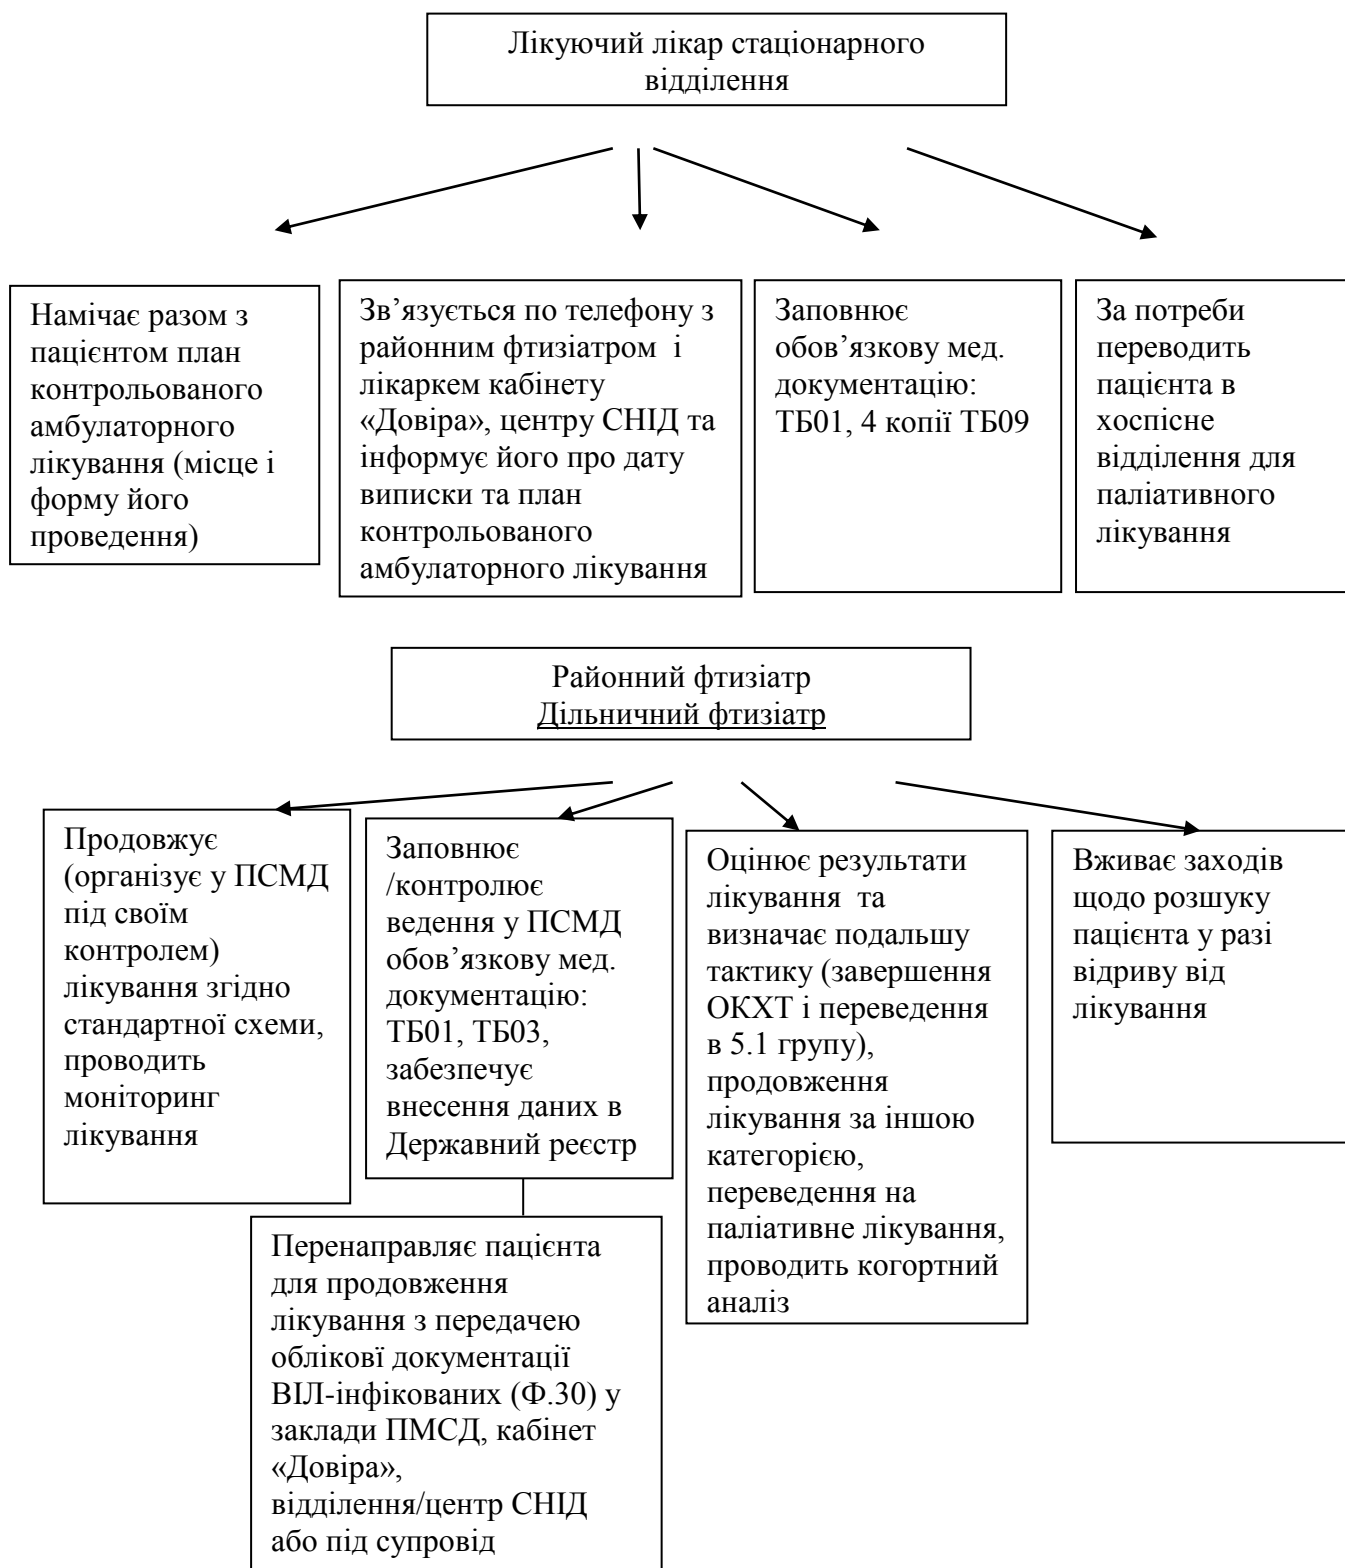 Лікуючий лікар стаціонарного
відділення
Намічає разом з
пацієнтом план
контрольованого
амбулаторного
лікування (місце і
форму його
проведення)
Зв’язується по телефону з
районним фтизіатром і
лікаркем кабінету
«Довіра», центру СНІД та
інформує його про дату
виписки та план
контрольованого
амбулаторного лікування
Заповнює
обов’язкову мед.
документацію:
ТБ01, 4 копії ТБ09
За потреби
переводить
пацієнта в
хоспісне
відділення для
паліативного
лікування
Районний фтизіатр
Дільничний фтизіатр
Продовжує
(організує у ПСМД
під своїм
контролем)
лікування згідно
стандартної схеми,
проводить
моніторинг
лікування
Заповнює
/контролює
ведення у ПСМД
обов’язкову мед.
документацію:
ТБ01, ТБ03,
забезпечує
внесення даних в
Державний реєстр
Оцінює результати
лікування та
визначає подальшу
тактику (завершення
ОКХТ і переведення
в 5.1 групу),
продовження
лікування за іншою
категорією,
переведення на
паліативне лікування,
проводить когортний
аналіз
Вживає заходів
щодо розшуку
пацієнта у разі
відриву від
лікування
Перенаправляє пацієнта
для продовження
лікування з передачею
обліковї документації
ВІЛ-інфікованих (Ф.30) у
заклади ПМСД, кабінет
«Довіра»,
відділення/центр СНІД
або під супровід